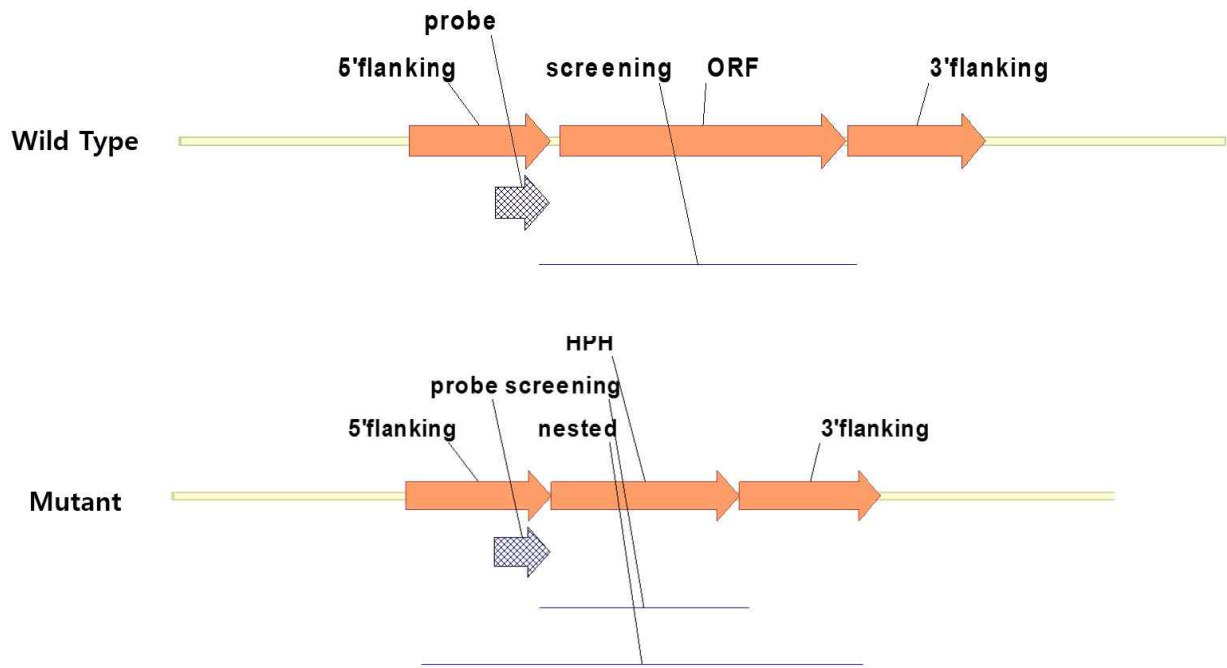 probe
5'flanking screening ORF 3'flanking
Wild Type
HPH
probe screening
5'flanking nested 3'flanking
Mutant